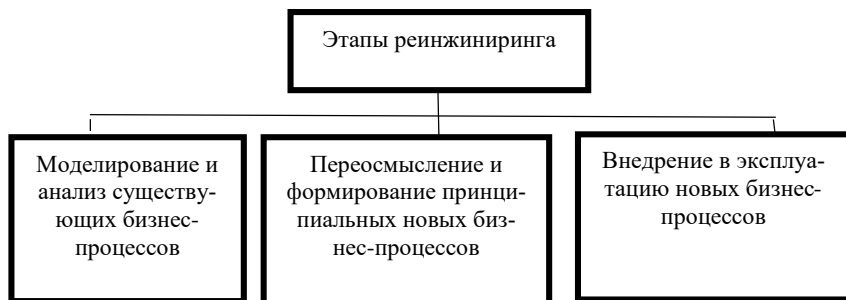 Этапы реинжиниринга
Моделирование и
анализ существу-
ющих бизнес-
процессов
Переосмысление и
формирование принци-
пиальных новых биз-
нес-процессов
Внедрение в эксплуа-
тацию новых бизнес-
процессов